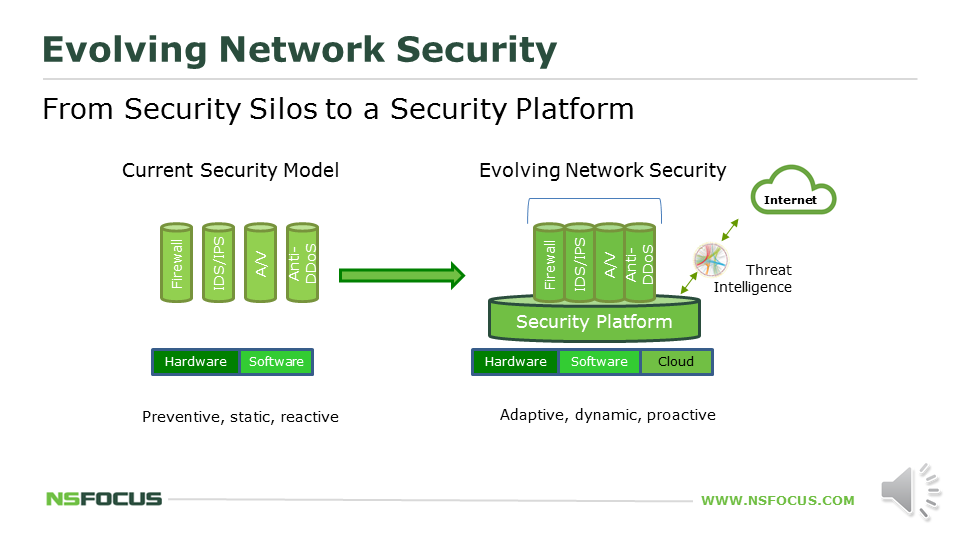 Evolving Network Security
From Security Silos to a Security Platform
Current Security Model
Evolving Network Security
Internet
Firewall
IDS/IPS
A/V
Anti-
DDoS
Firewall
IDS/IPS
A/V
Anti-
DDoS
Threat
Intelligence
Security Platform
Hardware
Software
Hardware
Software
Cloud
Preventive, static, reactive
Adaptive, dynamic, proactive
NSFOCUS
WWW.NSFOCUS.COM